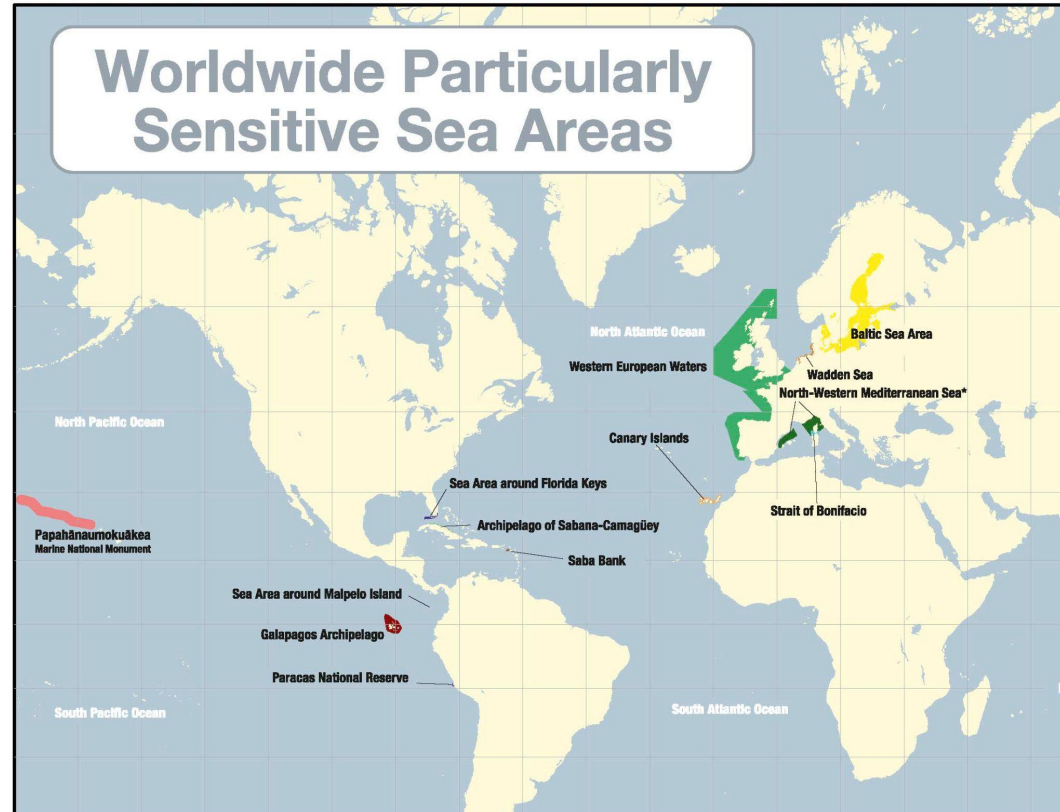 Worldwide Particularly
Sensitive Sea Areas
North Atlantic Ocean
Baltic Sea Area
Western European Waters
Wadden Sea
North-Western Mediterranean Sea*
North Pacific Ocean
Canary Islands
Sea Area around Florida Keys
Strait of Bonifacio
Archipelago of Sabana-Camagüey
Papahānaumokuākea
Marine National Monument
Saba Bank
Sea Area around Malpelo Island
Galapagos Archipelago
Paracas National Reserve
South Pacific Ocean
South Atlantic Ocean